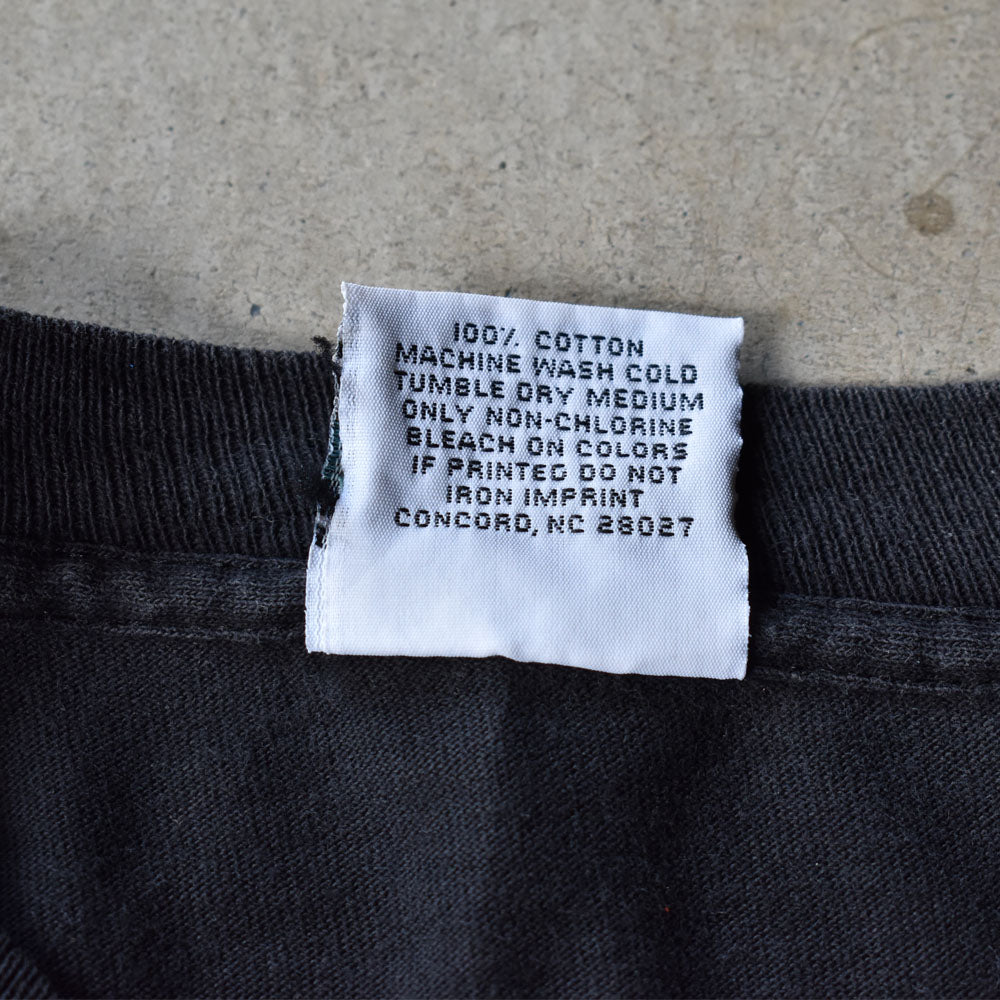 100% COTTON
MACHINE WASH COLD
TUMBLE DRY MEDIUM
ONLY NON-CHLORINE
BLEACH ON COLORS
IF PRINTED DO NOT
IRON IMPRINT
CONCORD, NC 28027